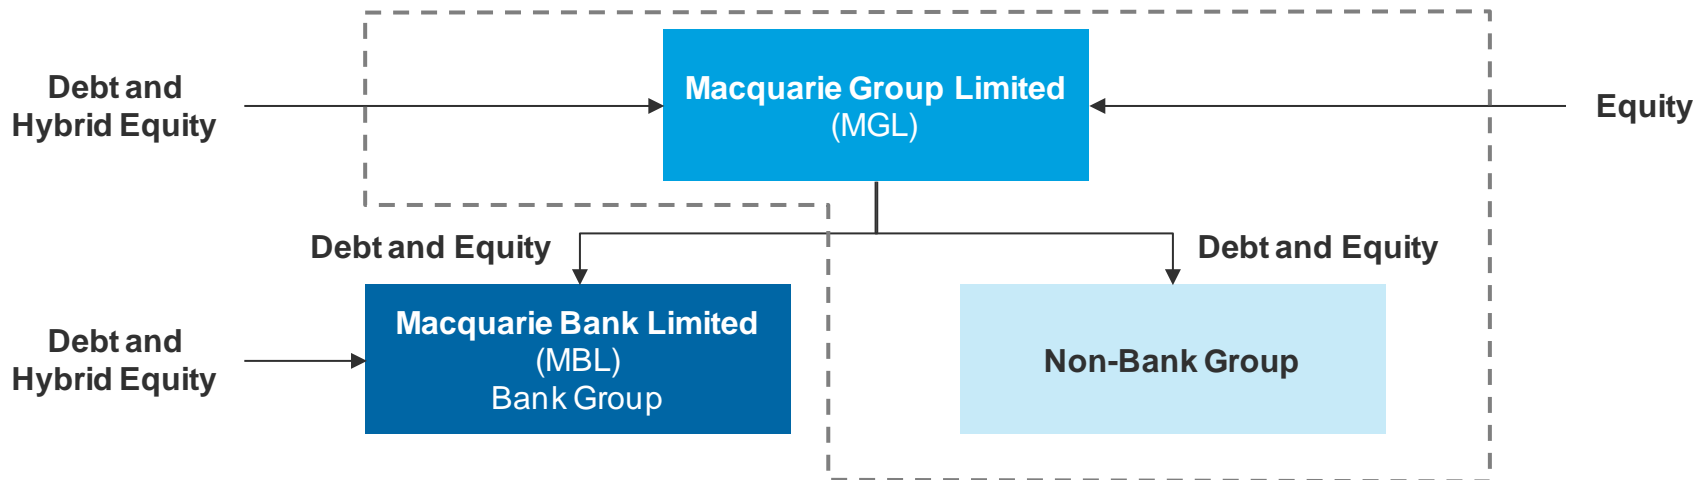 Debt and
Hybrid Equity
Macquarie Group Limited
(MGL)
Equity
Debt and Equity
Debt and Equity
Debt and
Hybrid Equity
Macquarie Bank Limited
(MBL)
Bank Group
Non-Bank Group